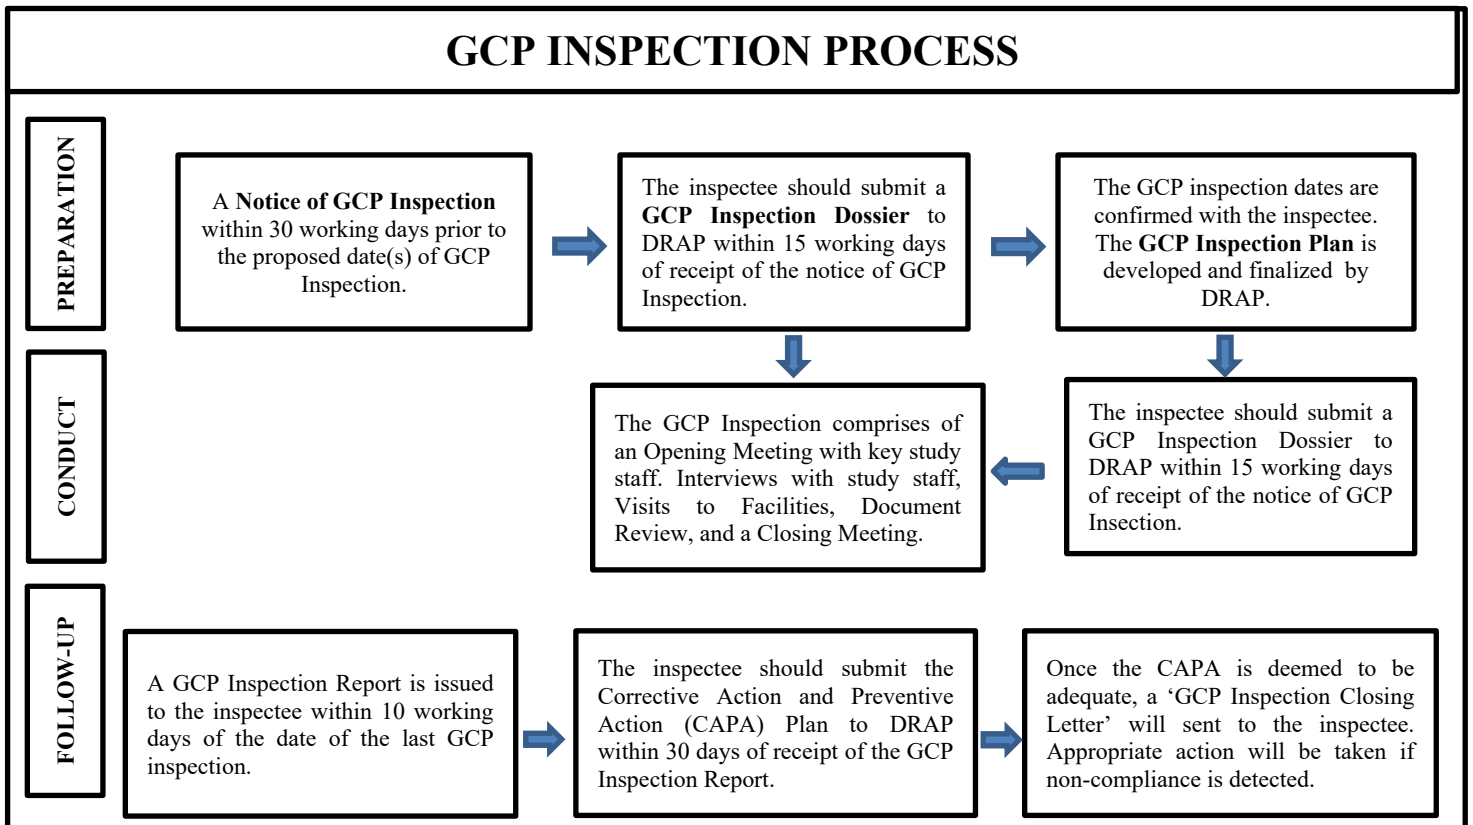 GCP INSPECTION PROCESS
PREPARATION
A Notice of GCP Inspection
within 30 working days prior to
the proposed date(s) of GCP
Inspection.
The inspectee should submit a
GCP Inspection Dossier to
DRAP within 15 working days
of receipt of the notice of GCP
Inspection.
The GCP inspection dates are
confirmed with the inspectee.
The GCP Inspection Plan is
developed and finalized by
DRAP.
CONDUCT
The GCP Inspection comprises of
an Opening Meeting with key study
staff. Interviews with study staff,
Visits to Facilities, Document
Review, and a Closing Meeting.
The inspectee should submit a
GCP Inspection Dossier to
DRAP within 15 working days
of receipt of the notice of GCP
Insection.
FOLLOW-UP
A GCP Inspection Report is issued
to the inspectee within 10 working
days of the date of the last GCP
inspection.
The inspectee should submit the
Corrective Action and Preventive
Action (CAPA) Plan to DRAP
within 30 days of receipt of the GCP
Inspection Report.
Once the CAPA is deemed to be
adequate, a ‘GCP Inspection Closing
Letter’ will sent to the inspectee.
Appropriate action will be taken if
non-compliance is detected.